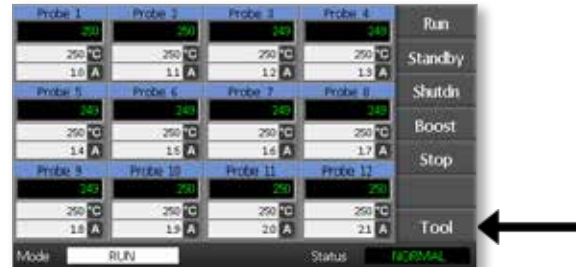 Probe 1 Probe 2 Probe 3 Probe 4 Run
250 250 249 249
250 °C 250 °C 250 °C 250 °C Standby
1.0 A 1.1 A 1.2 A 1.3 A
Probe 5 Probe 6 Probe 7 Probe 8 Shutdn
249 249 249 249
250 °C 250 °C 250 °C 250 °C Boost
1.4 A 1.5 A 1.6 A 1.7 A Stop
Probe 9 Probe 10 Probe 11 Probe 12
249 250 250 250
250 °C 250 °C 250 °C 250 °C
1.8 A 1.9 A 2.0 A 2.1 A Tool
Mode RUN Status NORMAL